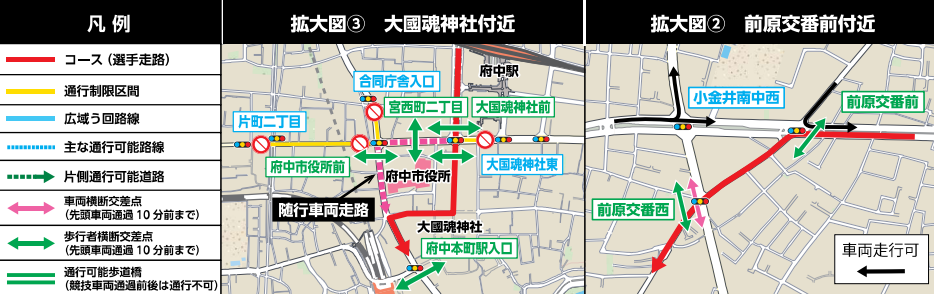 凡例
コース（選手走路）
通行制限区間
広域う回路線
主な通行可能路線
片側通行可能道路
車両横断交差点
（先頭車両通過10分前まで）
歩行者横断交差点
（先頭車両通過10分前まで）
通行可能歩道橋
（競技車両通過前後は通行不可）
拡大図③　大國魂神社付近
府中駅
合同庁舎入口
宮西町二丁目
大国魂神社前
片町二丁目
府中市役所前
大国魂神社東
府中市役所
随行車両走路
大國魂神社
府中本町駅入口
拡大図②　前原交番前付近
小金井南中西
前原交番前
前原交番西
車両走行可